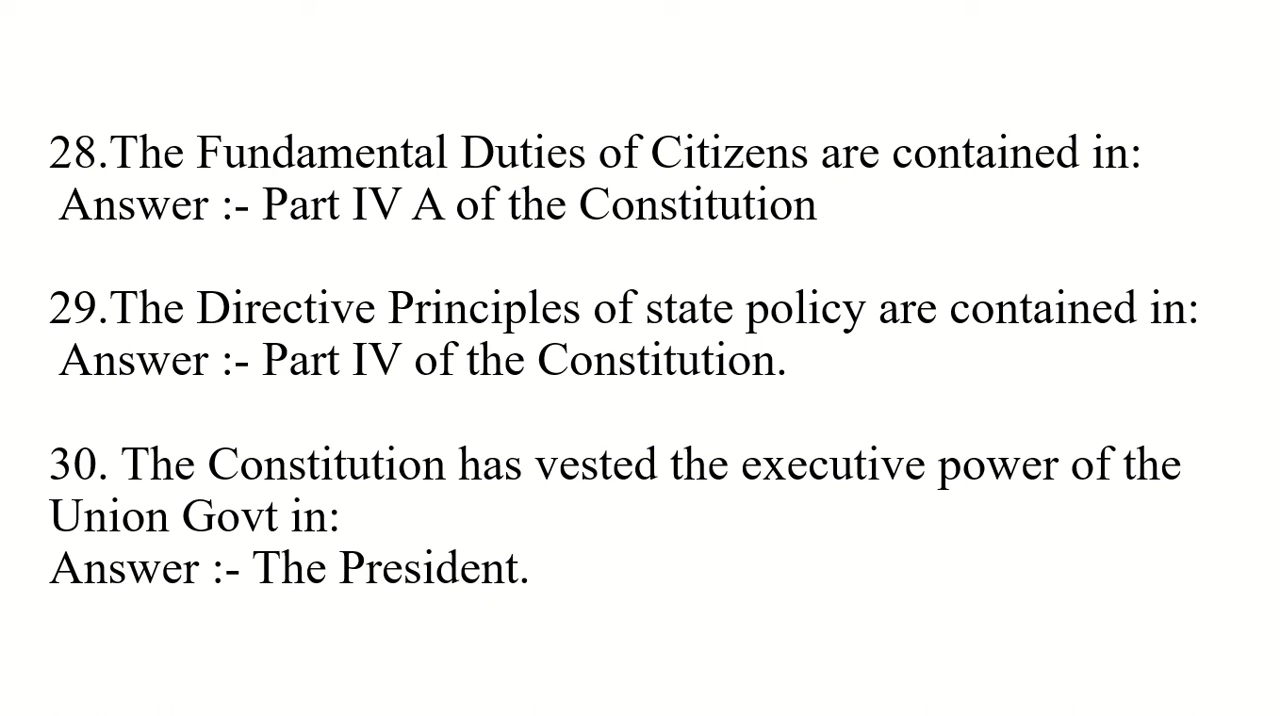 28.The Fundamental Duties of Citizens are contained in:
Answer :- Part IV A of the Constitution
29.The Directive Principles of state policy are contained in:
Answer :- Part IV of the Constitution.
30. The Constitution has vested the executive power of the
Union Govt in:
Answer :- The President.